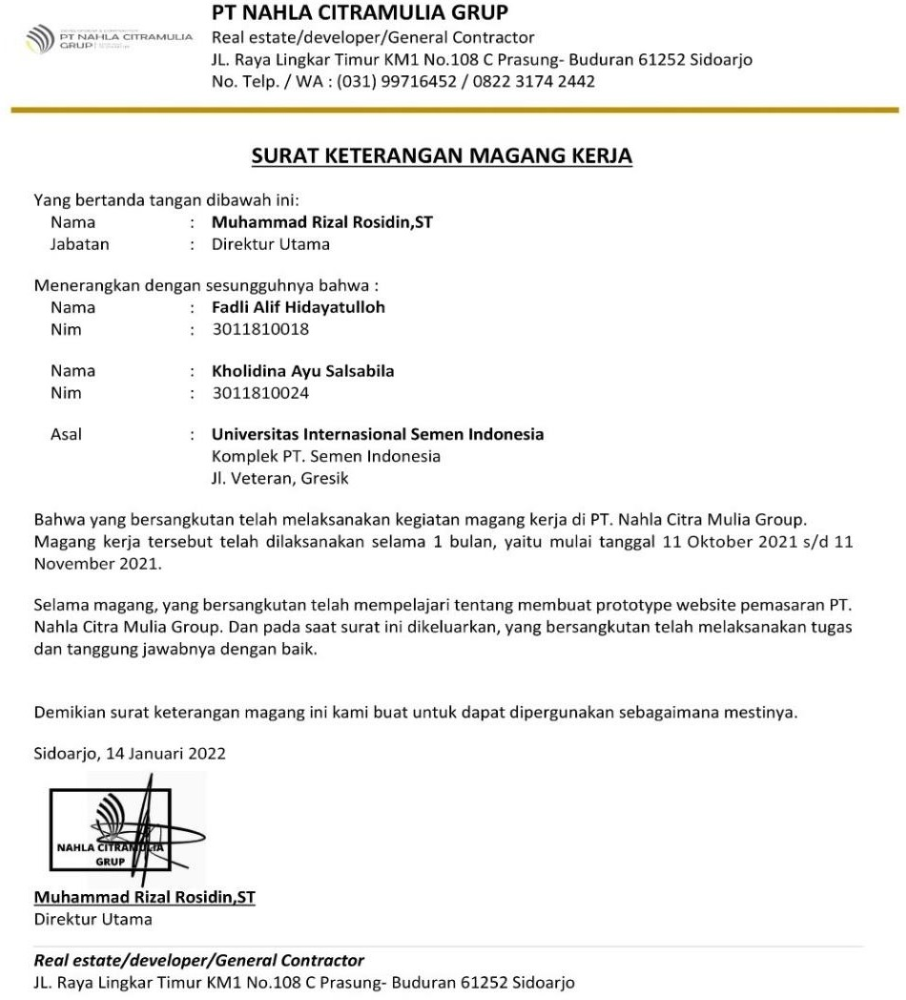 PT NAHLA CITRAMULIA GRUP
Real estate/developer/General Contractor
JL. Raya Lingkar Timur KM1 No.108 C Prasung- Buduran 61252 Sidoarjo
No. Telp. / WA : (031) 99716452 / 0822 3174 2442
PT NAHLA CITRAMULIA
GRUP
SURAT KETERANGAN MAGANG KERJA
Yang bertanda tangan dibawah ini:
Nama : Muhammad Rizal Rosidin,ST
Jabatan : Direktur Utama
Menerangkan dengan sesungguhnya bahwa :
Nama : Fadli Alif Hidayatulloh
Nim : 3011810018
Nama : Kholidina Ayu Salsabila
Nim : 3011810024
Asal : Universitas Internasional Semen Indonesia
Komplek PT. Semen Indonesia
Jl. Veteran, Gresik
Bahwa yang bersangkutan telah melaksanakan kegiatan magang kerja di PT. Nahla Citra Mulia Group.
Magang kerja tersebut telah dilaksanakan selama 1 bulan, yaitu mulai tanggal 11 Oktober 2021 s/d 11
November 2021.
Selama magang, yang bersangkutan telah mempelajari tentang membuat prototype website pemasaran PT.
Nahla Citra Mulia Group. Dan pada saat surat ini dikeluarkan, yang bersangkutan telah melaksanakan tugas
dan tanggung jawabnya dengan baik.
Demikian surat keterangan magang ini kami buat untuk dapat dipergunakan sebagaimana mestinya.
Sidoarjo, 14 Januari 2022
NAHLA CITRAMULIA
GRUP
Muhammad Rizal Rosidin,ST
Direktur Utama
Real estate/developer/General Contractor
JL. Raya Lingkar Timur KM1 No.108 C Prasung- Buduran 61252 Sidoarjo